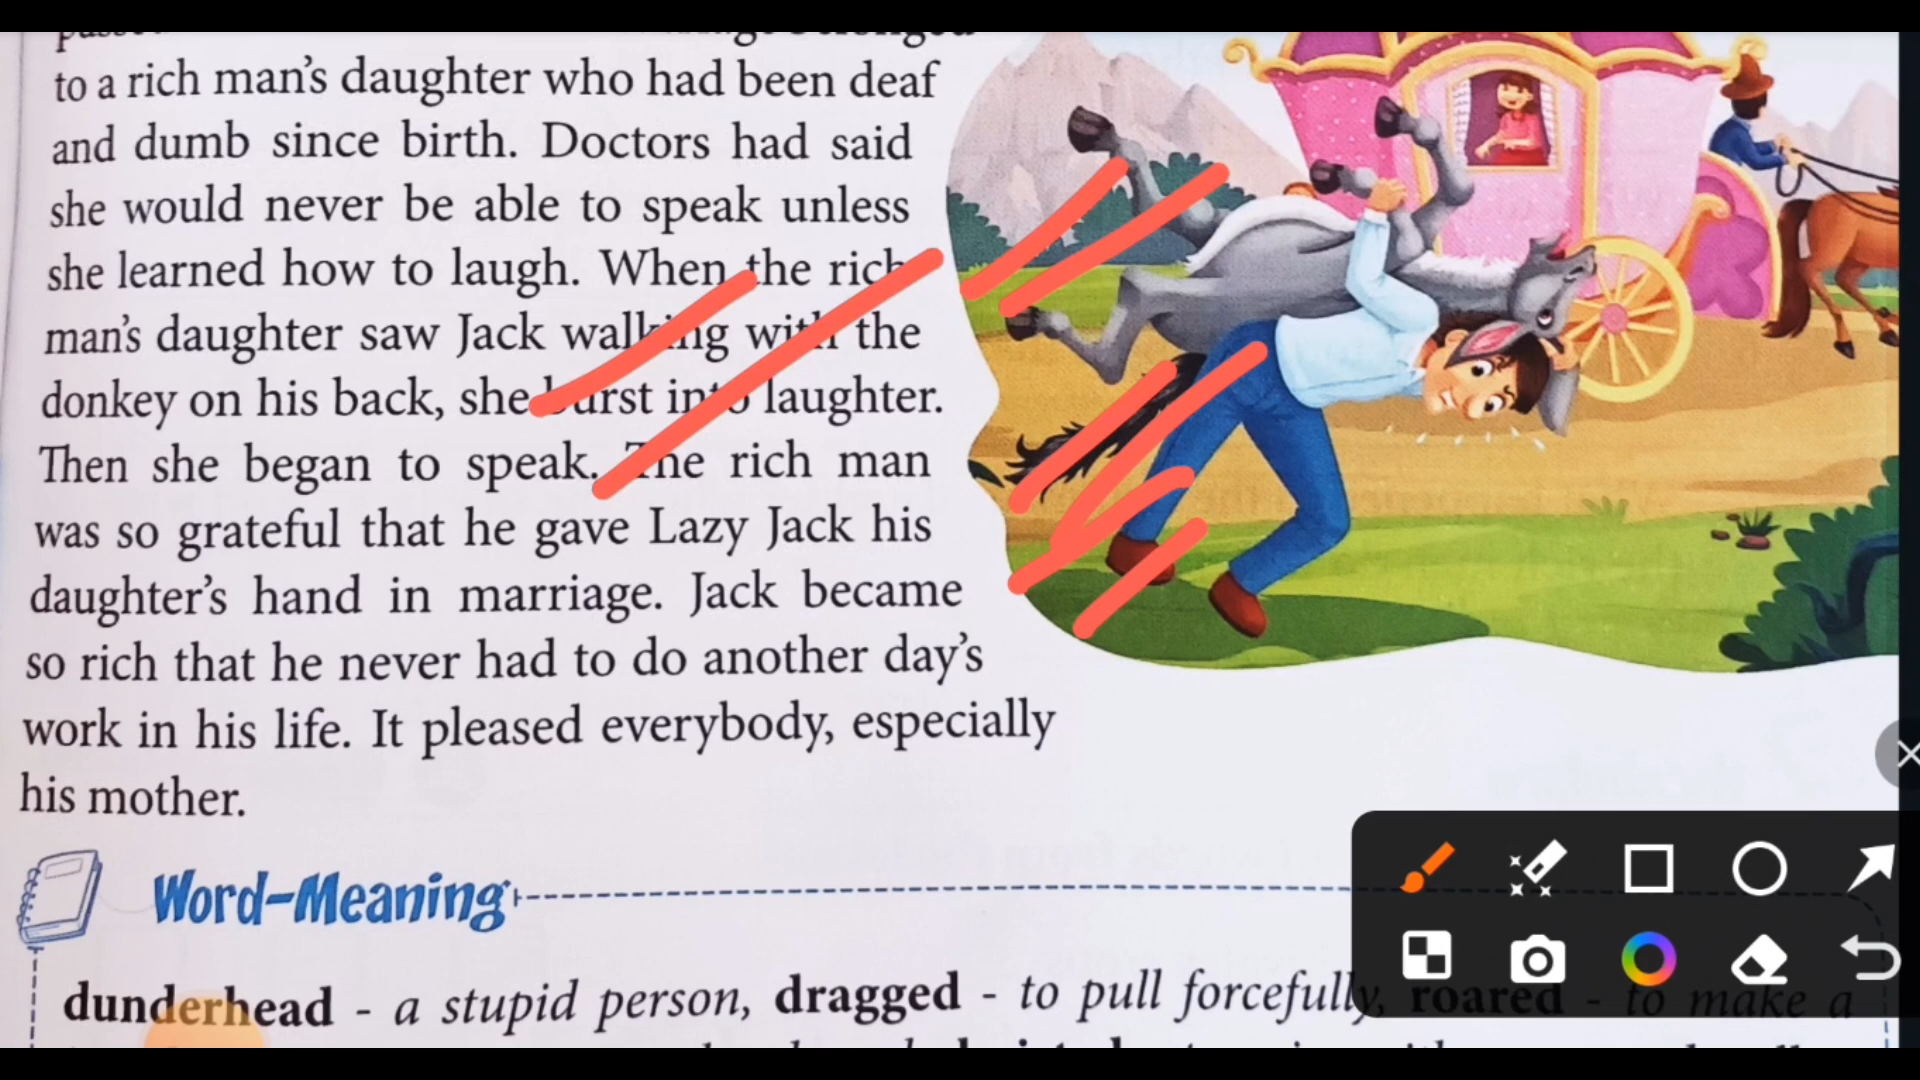 to a rich man's daughter who had been deaf
and dumb since birth. Doctors had said
she would never be able to speak unless
she learned how to laugh. When the rich
man's daughter saw Jack walking with the
donkey on his back, she burst into laughter.
Then she began to speak. The rich man
was so grateful that he gave Lazy Jack his
daughter's hand in marriage. Jack became
so rich that he never had to do another day's
work in his life. It pleased everybody, especially
his mother.
Word-Meaning
dunderhead - a stupid person, dragged - to pull forcefully, roared - to make a